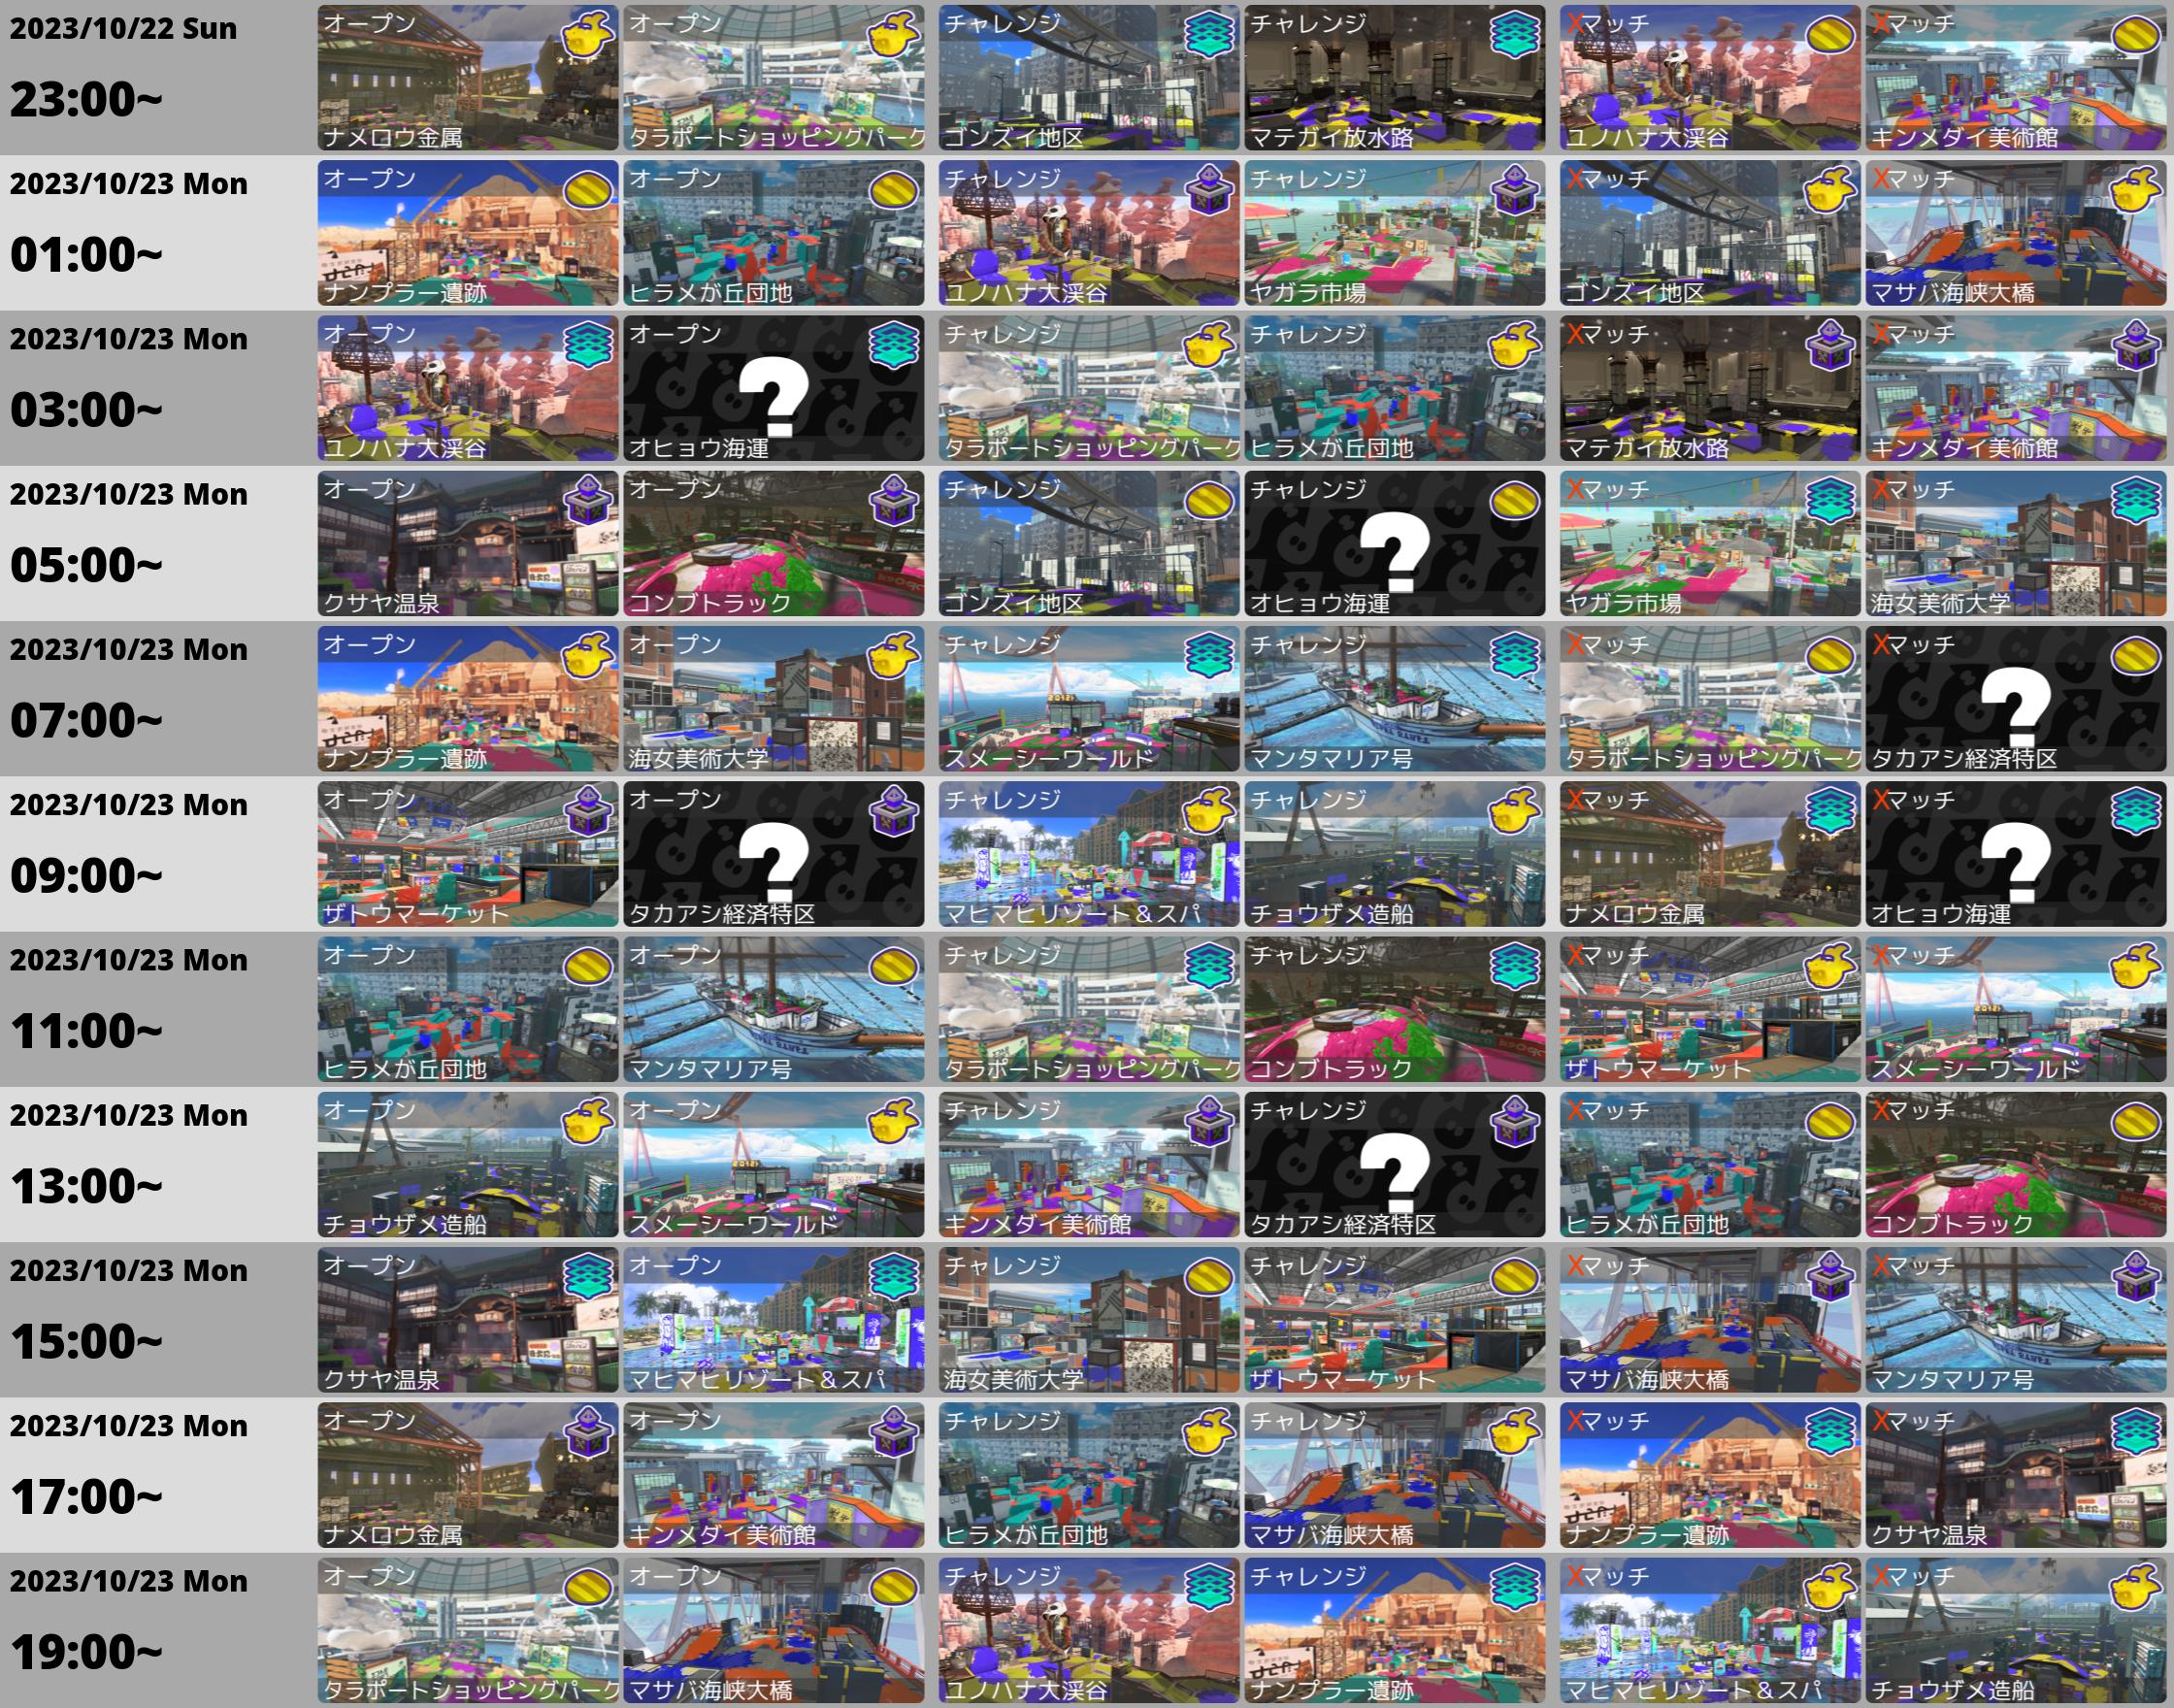 2023/10/22 Sun
23:00~
オープン
ナメロウ金属
オープン
タラポートショッピングパーク
チャレンジ
ゴンズイ地区
チャレンジ
マテガイ放水路
Xマッチ
ユノハナ大渓谷
Xマッチ
キンメダイ美術館
2023/10/23 Mon
01:00~
オープン
ナンプラー遺跡
オープン
ヒラメが丘団地
チャレンジ
ユノハナ大渓谷
チャレンジ
ヤガラ市場
Xマッチ
ゴンズイ地区
Xマッチ
マサバ海峡大橋
2023/10/23 Mon
03:00~
オープン
ユノハナ大渓谷
オープン
?
オヒョウ海運
チャレンジ
タラポートショッピングパーク
チャレンジ
ヒラメが丘団地
Xマッチ
マテガイ放水路
Xマッチ
キンメダイ美術館
2023/10/23 Mon
05:00~
オープン
クサヤ温泉
オープン
コンブトラック
チャレンジ
ゴンズイ地区
チャレンジ
?
オヒョウ海運
Xマッチ
ヤガラ市場
Xマッチ
海女美術大学
2023/10/23 Mon
07:00~
オープン
ナンプラー遺跡
オープン
海女美術大学
チャレンジ
スメーシーワールド
チャレンジ
マンタマリア号
Xマッチ
タラポートショッピングパーク
Xマッチ
?
タカアシ経済特区
2023/10/23 Mon
09:00~
オープン
ザトウマーケット
オープン
?
タカアシ経済特区
チャレンジ
マヒマヒリゾート＆スパ
チャレンジ
チョウザメ造船
Xマッチ
ナメロウ金属
Xマッチ
?
オヒョウ海運
2023/10/23 Mon
11:00~
オープン
ヒラメが丘団地
オープン
マンタマリア号
チャレンジ
タラポートショッピングパーク
チャレンジ
コンブトラック
Xマッチ
ザトウマーケット
Xマッチ
スメーシーワールド
2023/10/23 Mon
13:00~
オープン
チョウザメ造船
オープン
スメーシーワールド
チャレンジ
キンメダイ美術館
チャレンジ
?
タカアシ経済特区
Xマッチ
ヒラメが丘団地
Xマッチ
コンブトラック
2023/10/23 Mon
15:00~
オープン
クサヤ温泉
オープン
マヒマヒリゾート＆スパ
チャレンジ
海女美術大学
チャレンジ
ザトウマーケット
Xマッチ
マサバ海峡大橋
Xマッチ
マンタマリア号
2023/10/23 Mon
17:00~
オープン
ナメロウ金属
オープン
キンメダイ美術館
チャレンジ
ヒラメが丘団地
チャレンジ
マサバ海峡大橋
Xマッチ
ナンプラー遺跡
Xマッチ
クサヤ温泉
2023/10/23 Mon
19:00~
オープン
タラポートショッピングパーク
オープン
マサバ海峡大橋
チャレンジ
ユノハナ大渓谷
チャレンジ
ナンプラー遺跡
Xマッチ
マヒマヒリゾート＆スパ
Xマッチ
チョウザメ造船